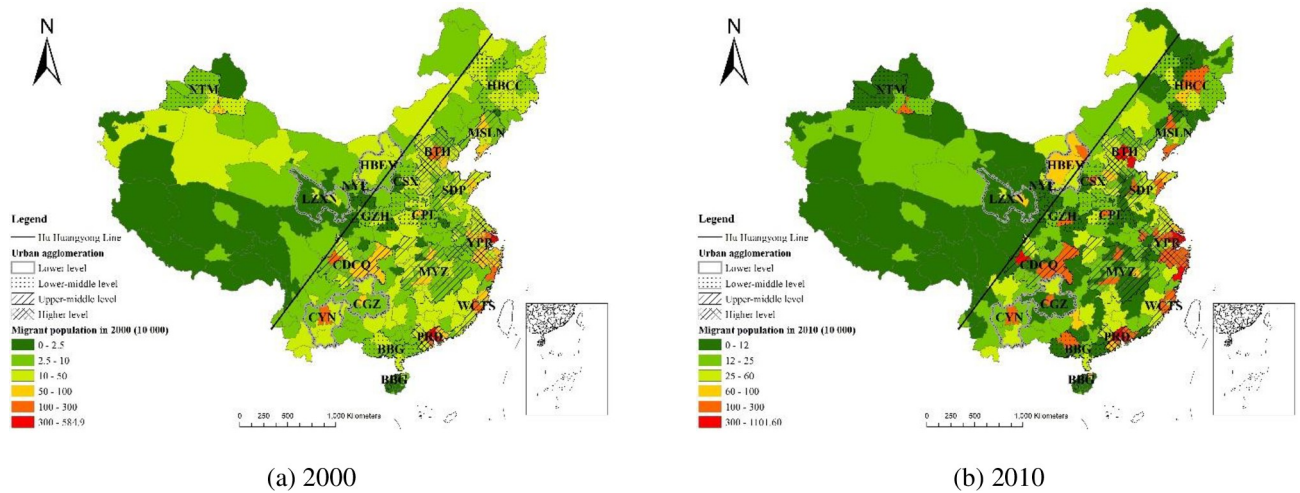 N
XTM
HBCC
MSLN
BTH
HBEY
NYE
CSX
SDP
LZXN
GZH
CPL
YPR
CDCQ
MYZ
WCTS
CGZ
CYN
PRD
BBG
BBG
Legend
Hu Huangyong Line
Urban agglomeration
Lower level
Lower-middle level
Upper-middle level
Higher level
Migrant population in 2000 (10 000)
0 - 2.5
2.5 - 10
10 - 50
50 - 100
100 - 300
300 - 584.9
0 250 500 1,000 Kilometers
(a) 2000
N
XTM
HBCC
MSLN
BTH
HBEY
NYE
CSX
SDP
LZXN
GZH
CPL
YPR
CDCQ
MYZ
WCTS
CGZ
CYN
PRD
BBG
BBG
Legend
Hu Huangyong Line
Urban agglomeration
Lower level
Lower-middle level
Upper-middle level
Higher level
Migrant population in 2010 (10 000)
0 - 12
12 - 25
25 - 60
60 - 100
100 - 300
300 - 1101.60
0 250 500 1,000 Kilometers
(b) 2010